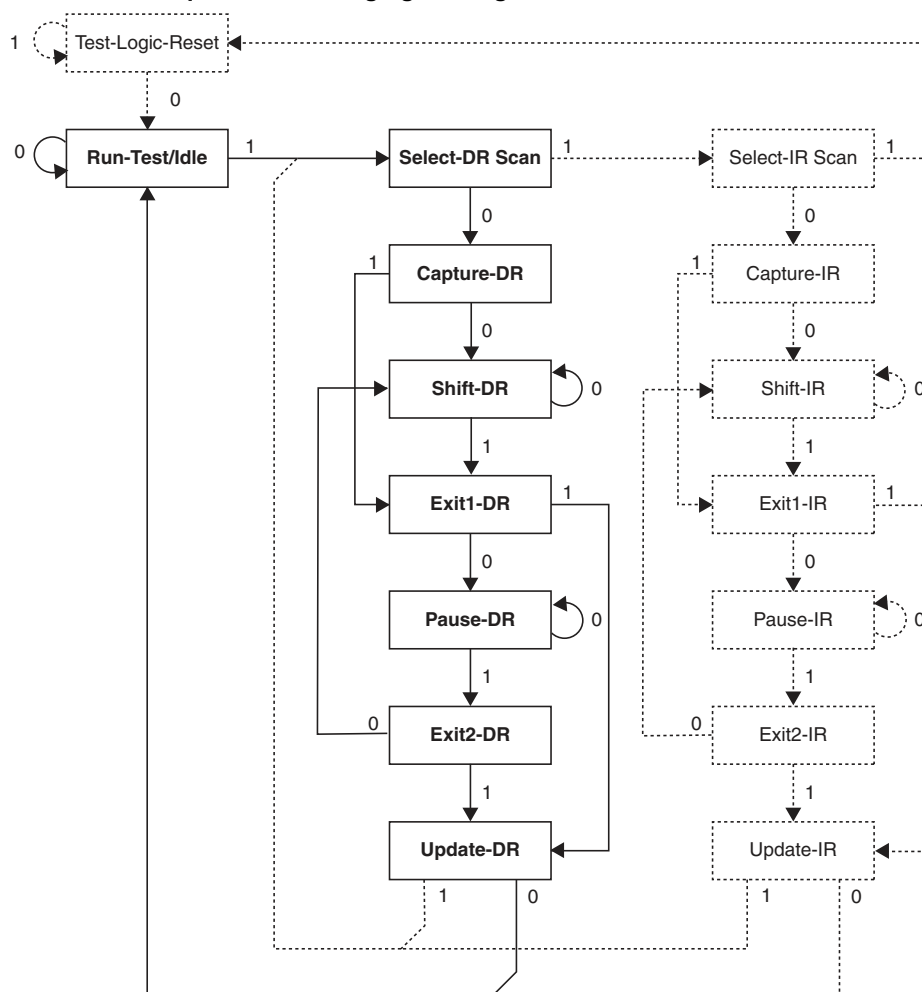 1
Test-Logic-Reset
0
0
Run-Test/Idle
1
Select-DR Scan
1
Select-IR Scan
1
0
0
1
Capture-DR
1
Capture-IR
0
0
Shift-DR
0
Shift-IR
0
1
1
Exit1-DR
1
Exit1-IR
1
0
0
Pause-DR
0
Pause-IR
0
1
1
0
Exit2-DR
0
Exit2-IR
1
1
Update-DR
Update-IR
1
0
1
0